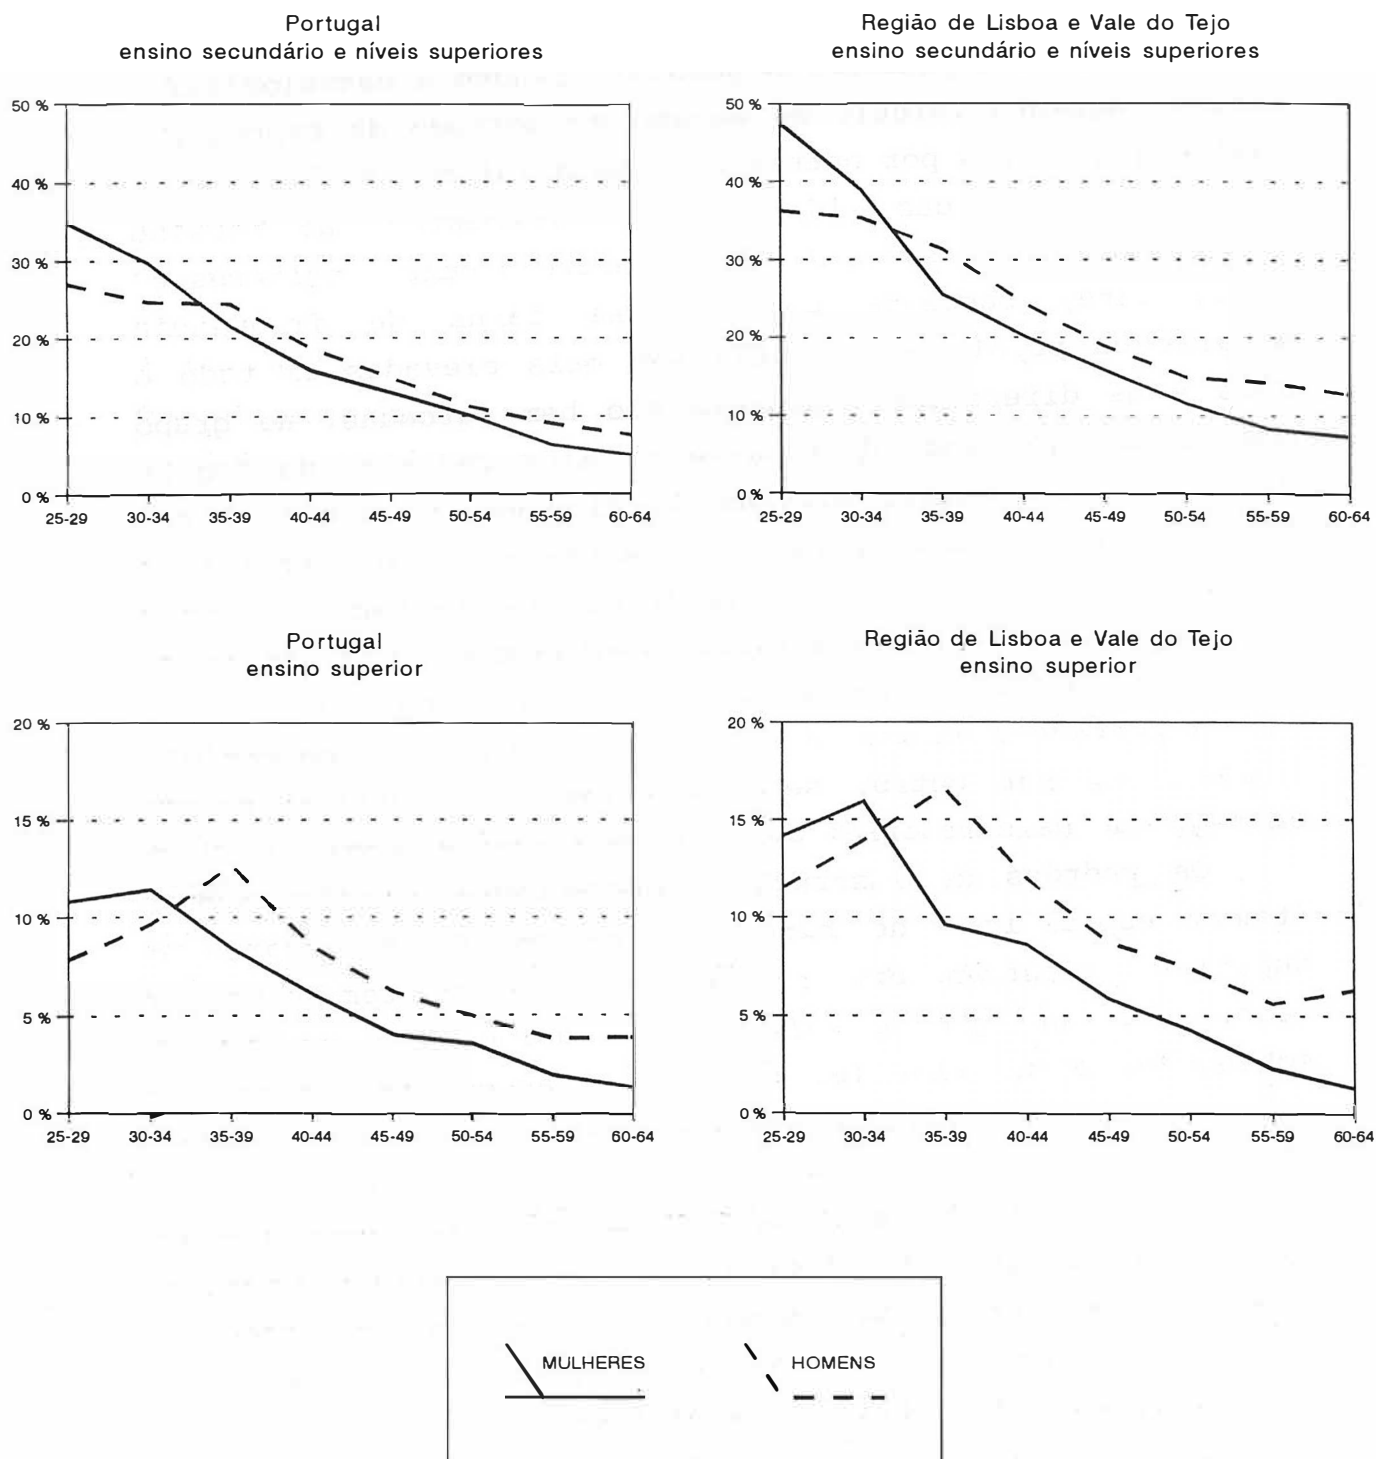 Portugal
ensino secundário e níveis superiores
50 %
40 %
30 %
20 %
10 %
0 %
25-29 30-34 35-39 40-44 45-49 50-54 55-59 60-64
Região de Lisboa e Vale do Tejo
ensino secundário e níveis superiores
50 %
40 %
30 %
20 %
10 %
0 %
25-29 30-34 35-39 40-44 45-49 50-54 55-59 60-64
Portugal
ensino superior
20 %
15 %
10 %
5 %
0 %
25-29 30-34 35-39 40-44 45-49 50-54 55-59 60-64
Região de Lisboa e Vale do Tejo
ensino superior
20 %
15 %
10 %
5 %
0 %
25-29 30-34 35-39 40-44 45-49 50-54 55-59 60-64
MULHERES
HOMENS